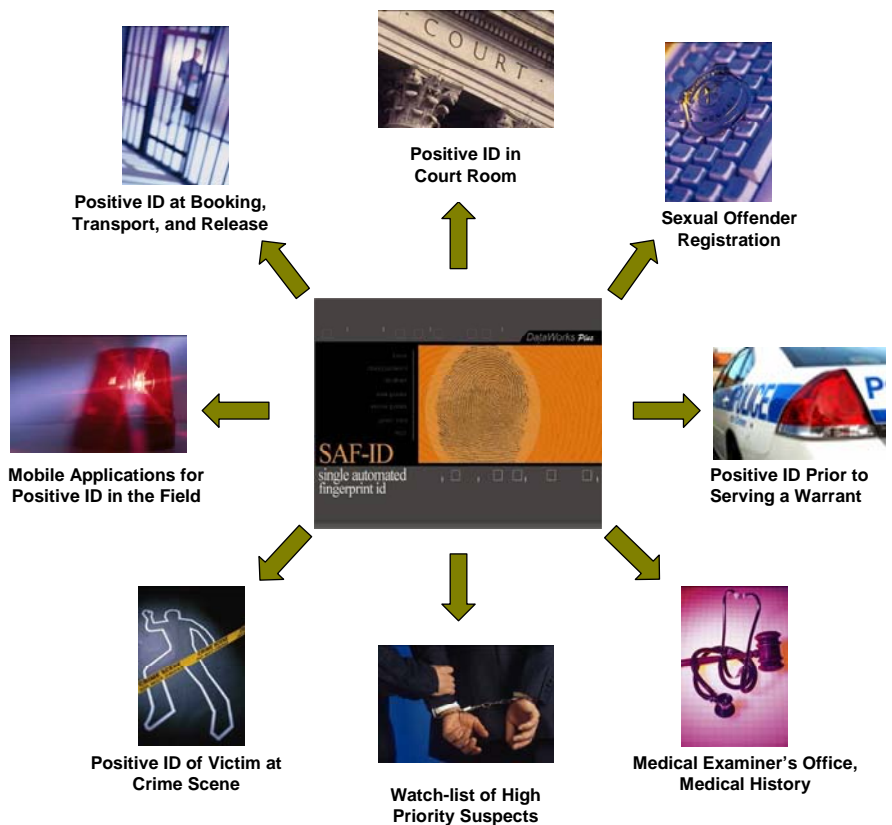 COURT
Positive ID in
Court Room
Positive ID at Booking,
Transport, and Release
Sexual Offender
Registration
DataWorks Plus
SAF-ID
single automated
fingerprint id
POLICE
Mobile Applications for
Positive ID in the Field
Positive ID Prior to
Serving a Warrant
Positive ID of Victim at
Crime Scene
Watch-list of High
Priority Suspects
Medical Examiner’s Office,
Medical History